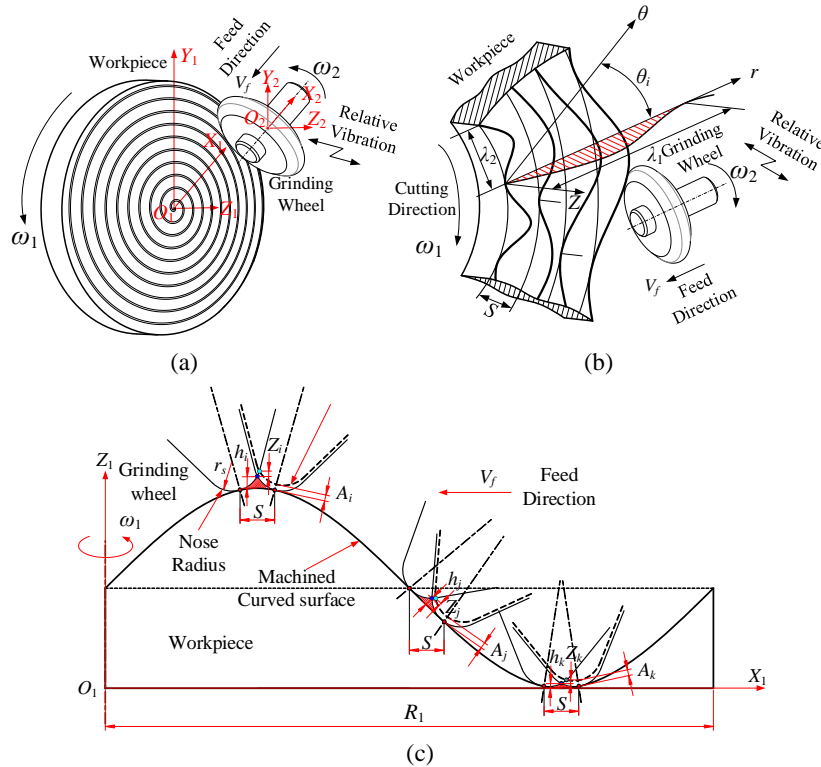 Workpiece
Y1
Feed
Direction
Vf
ω2
Y2
X2
O2
Z2
Relative
Vibration
X1
Grinding
Wheel
O1
Z1
ω1
(a)
θ
Workpiece
θi
r
λ2
λ1
Grinding
Wheel
Relative
Vibration
ω2
Cutting
Direction
Z
ω1
S
Vf
Feed
Direction
(b)
Z1
Grinding
wheel
rs
hi
Zi
Ai
S
Vf
Feed
Direction
ω1
Nose
Radius
Machined
Curved surface
hj
Zj
S
Aj
Workpiece
hk
Zk
Ak
S
O1
X1
R1
(c)